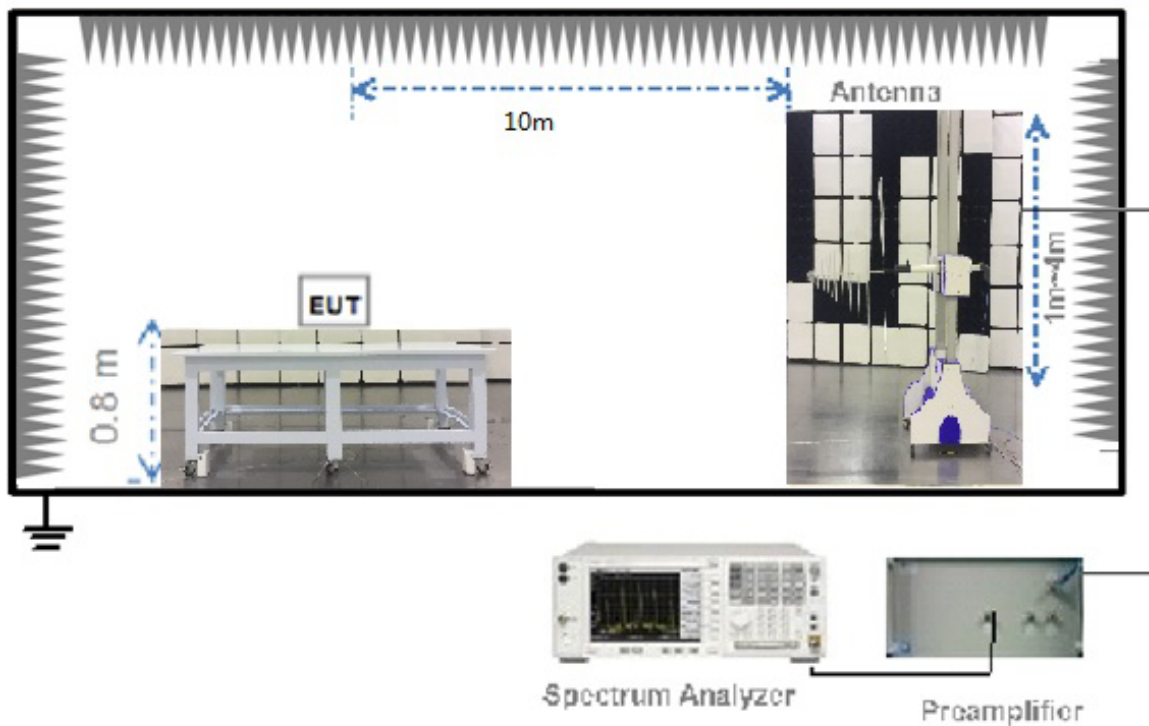 Antenna
10m
1m~4m
EUT
0.8 m
Spectrum Analyzer
Preamplifier